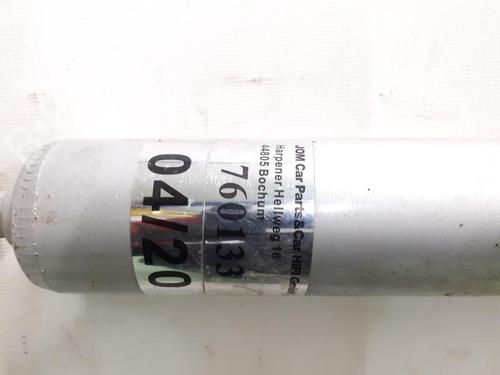 JOM Car Parts&Car HiFi GmbH
Harpener Hellweg 16
44805 Bochum
760133
04/20